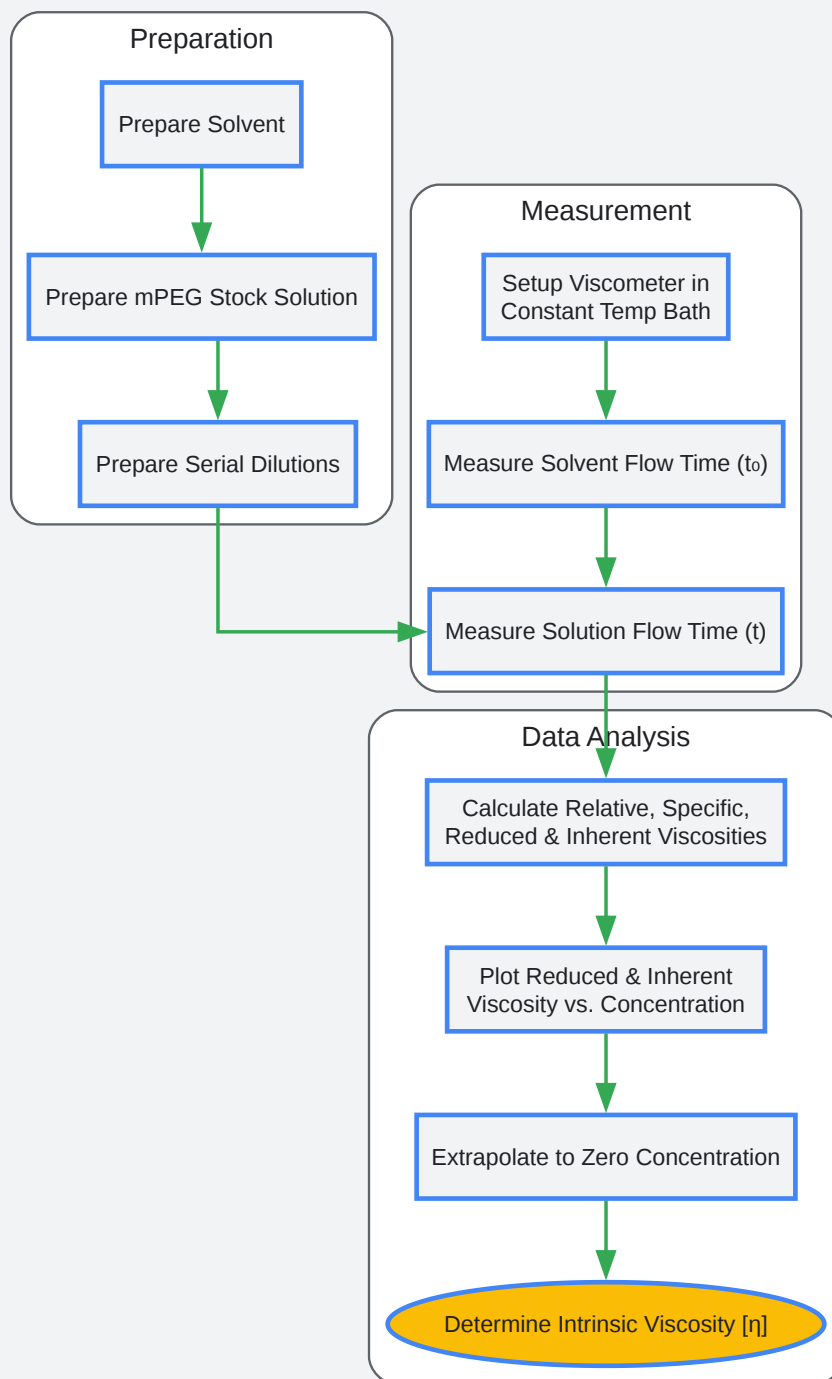 Preparation
Prepare Solvent
Prepare mPEG Stock Solution
Prepare Serial Dilutions
Measurement
Setup Viscometer in
Constant Temp Bath
Measure Solvent Flow Time (t₀)
Measure Solution Flow Time (t)
Data Analysis
Calculate Relative, Specific,
Reduced & Inherent Viscosities
Plot Reduced & Inherent
Viscosity vs. Concentration
Extrapolate to Zero Concentration
Determine Intrinsic Viscosity [η]